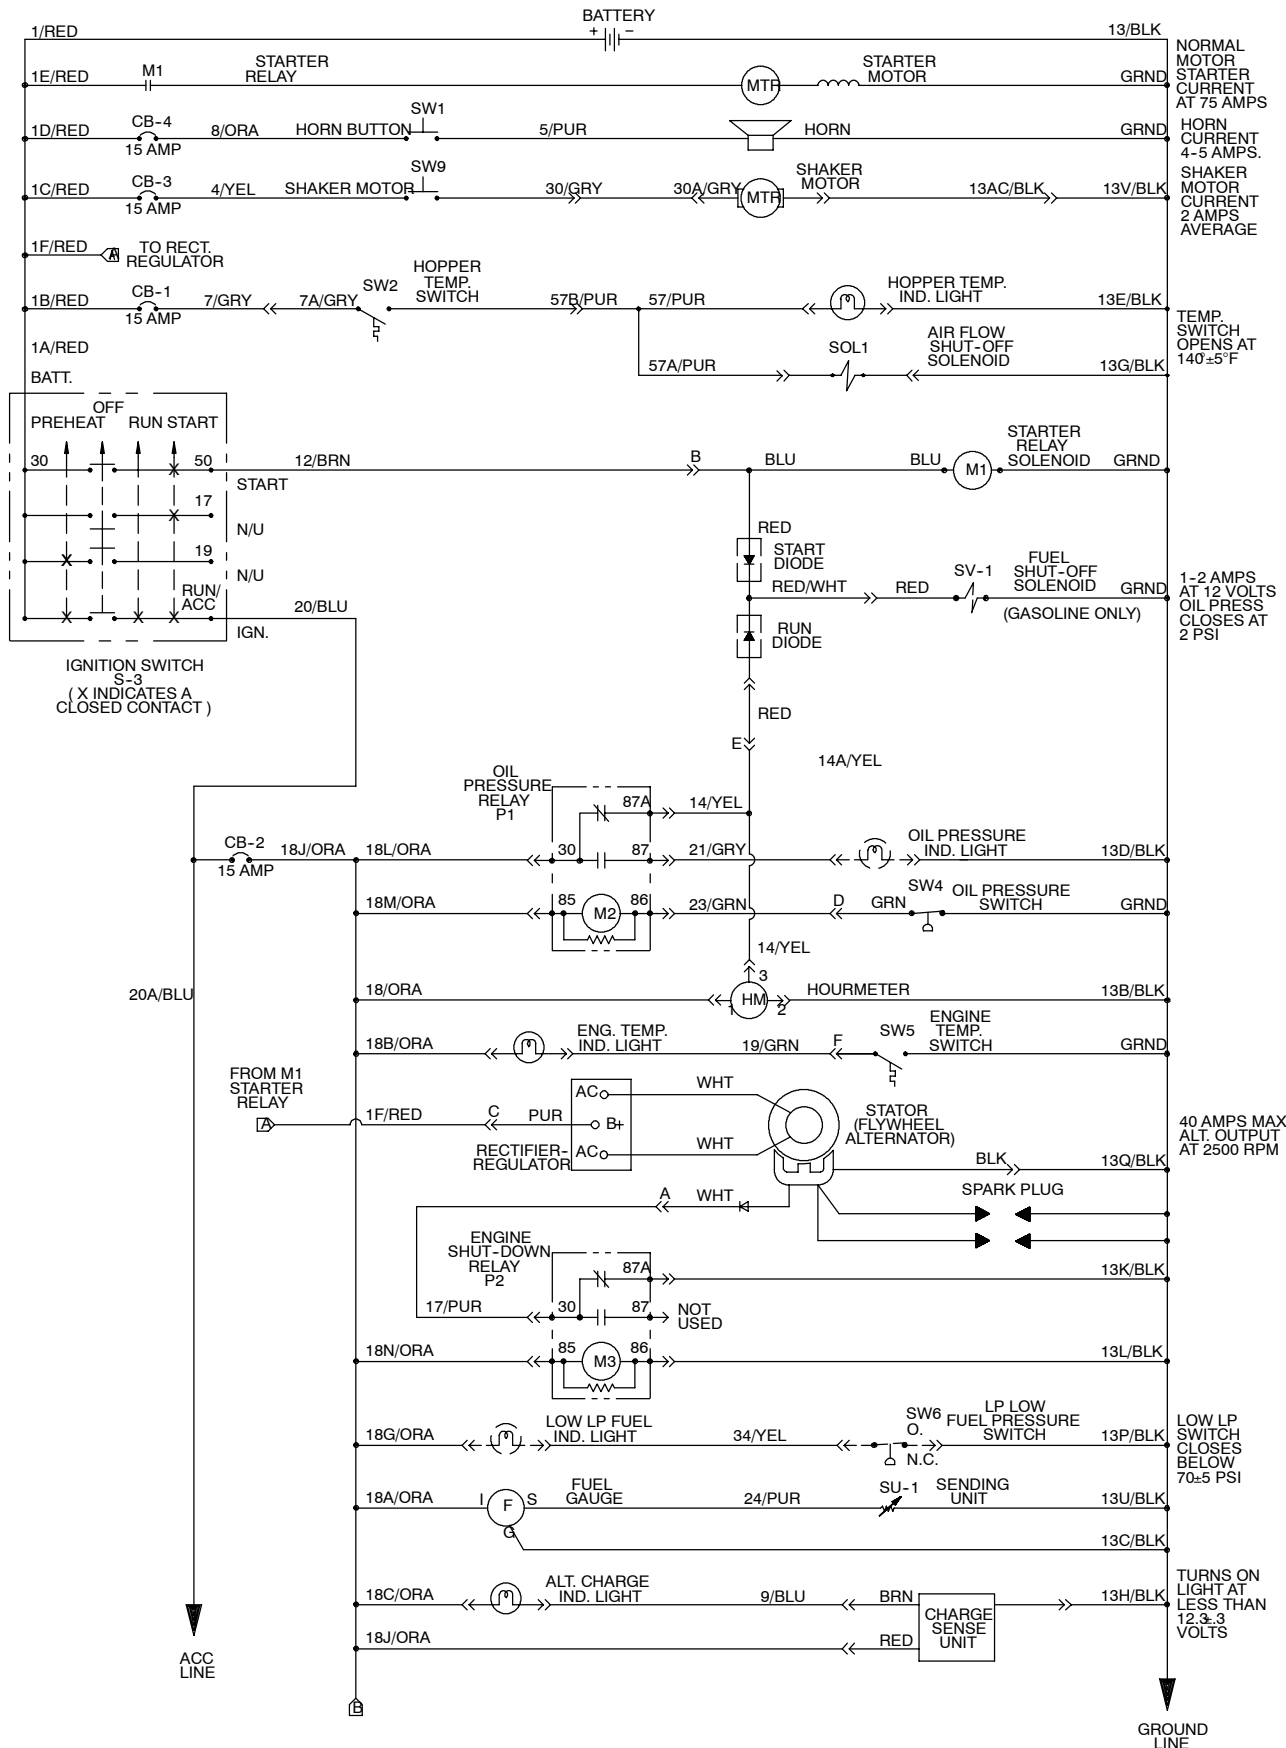 BATTERY
1/RED
+ -
13/BLK
NORMAL
MOTOR
STARTER
CURRENT
AT 75 AMPS
1E/RED
M1
STARTER
RELAY
MTR
STARTER
MOTOR
GRND
1D/RED
CB-4
15 AMP
8/ORA
HORN BUTTON
SW1
5/PUR
HORN
GRND
HORN
CURRENT
4-5 AMPS.
1C/RED
CB-3
15 AMP
4/YEL
SHAKER MOTOR
SW9
30/GRY
30A/GRY
MTR
SHAKER
MOTOR
13AC/BLK
13V/BLK
SHAKER
MOTOR
CURRENT
2 AMPS
AVERAGE
1F/RED
A
TO RECT.
REGULATOR
1B/RED
CB-1
15 AMP
7/GRY
7A/GRY
SW2
HOPPER
TEMP.
SWITCH
57B/PUR
57/PUR
HOPPER TEMP.
IND. LIGHT
13E/BLK
TEMP.
SWITCH
OPENS AT
140°±5°F
1A/RED
57A/PUR
SOL1
AIR FLOW
SHUT-OFF
SOLENOID
13G/BLK
BATT.
OFF
PREHEAT
RUN START
30
50
START
12/BRN
B
BLU
BLU
M1
STARTER
RELAY
SOLENOID
GRND
17
N/U
19
N/U
RUN/
ACC
IGN.
20/BLU
IGNITION SWITCH
S-3
( X INDICATES A
CLOSED CONTACT )
RED
START
DIODE
RED/WHT
RED
SV-1
FUEL
SHUT-OFF
SOLENOID
(GASOLINE ONLY)
GRND
1-2 AMPS
AT 12 VOLTS
OIL PRESS
CLOSES AT
2 PSI
RUN
DIODE
RED
E
14A/YEL
OIL
PRESSURE
RELAY
P1
87A
14/YEL
CB-2
15 AMP
18J/ORA
18L/ORA
30
87
21/GRY
OIL PRESSURE
IND. LIGHT
13D/BLK
18M/ORA
85
M2
86
23/GRN
D
GRN
SW4
OIL PRESSURE
SWITCH
GRND
14/YEL
20A/BLU
18/ORA
3
1
HM
2
HOURMETER
13B/BLK
18B/ORA
ENG. TEMP.
IND. LIGHT
19/GRN
F
SW5
ENGINE
TEMP.
SWITCH
GRND
FROM M1
STARTER
RELAY
A
1F/RED
C
PUR
AC
B+
AC
RECTIFIER-
REGULATOR
WHT
WHT
STATOR
(FLYWHEEL
ALTERNATOR)
40 AMPS MAX
ALT. OUTPUT
AT 2500 RPM
BLK
13Q/BLK
A
WHT
SPARK PLUG
ENGINE
SHUT-DOWN
RELAY
P2
87A
13K/BLK
17/PUR
30
87
NOT
USED
18N/ORA
85
M3
86
13L/BLK
18G/ORA
LOW LP FUEL
IND. LIGHT
34/YEL
SW6
O.
N.C.
LP LOW
FUEL PRESSURE
SWITCH
13P/BLK
LOW LP
SWITCH
CLOSES
BELOW
70±5 PSI
18A/ORA
I
F
S
G
FUEL
GAUGE
24/PUR
SU-1
SENDING
UNIT
13U/BLK
13C/BLK
18C/ORA
ALT. CHARGE
IND. LIGHT
9/BLU
BRN
CHARGE
SENSE
UNIT
13H/BLK
TURNS ON
LIGHT AT
LESS THAN
12.3±.3
VOLTS
18J/ORA
RED
ACC
LINE
B
GROUND
LINE